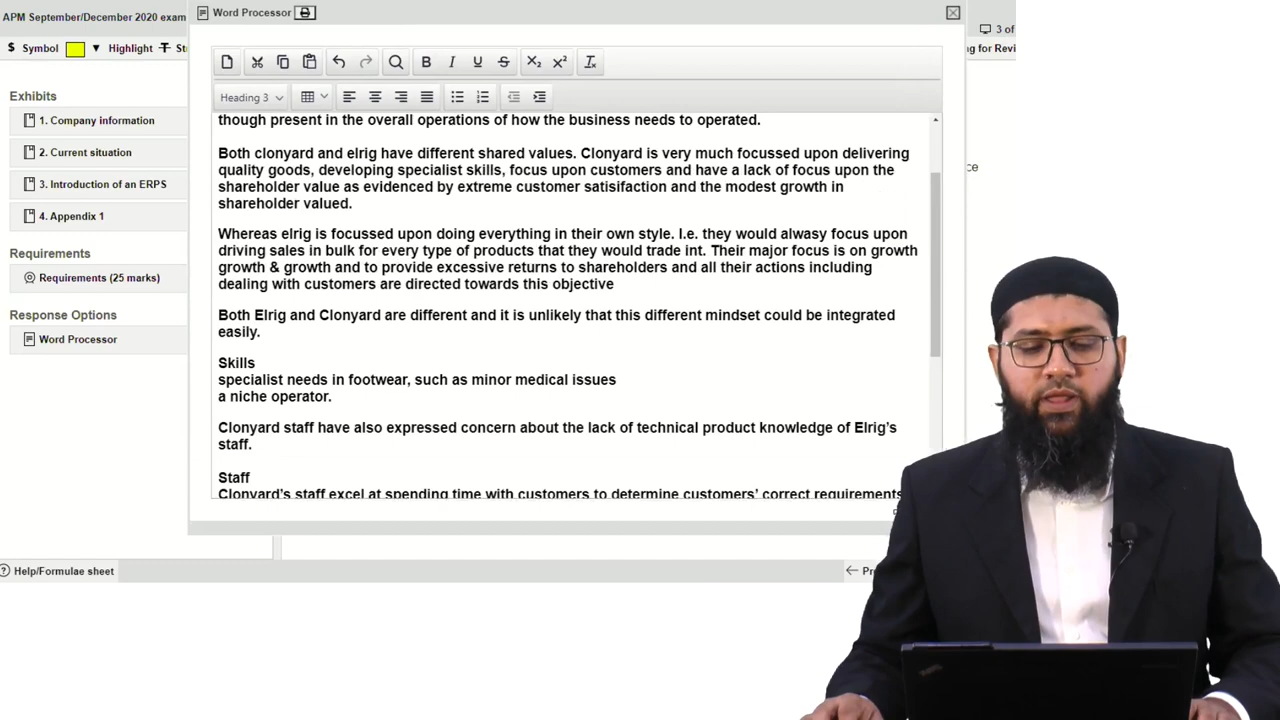 APM September/December 2020 exam
Word Processor
3 of
Symbol
Highlight
ng for Revi
Heading 3
Exhibits
1. Company information
2. Current situation
3. Introduction of an ERPS
4. Appendix 1
Requirements
Requirements (25 marks)
Response Options
Word Processor
though present in the overall operations of how the business needs to operated.
Both clonyard and elrig have different shared values. Clonyard is very much focussed upon delivering
quality goods, developing specialist skills, focus upon customers and have a lack of focus upon the
shareholder value as evidenced by extreme customer satisifaction and the modest growth in
shareholder valued.
Whereas elrig is focussed upon doing everything in their own style. I.e. they would alwasy focus upon
driving sales in bulk for every type of products that they would trade int. Their major focus is on growth
growth & growth and to provide excessive returns to shareholders and all their actions including
dealing with customers are directed towards this objective
Both Elrig and Clonyard are different and it is unlikely that this different mindset could be integrated
easily.
Skills
specialist needs in footwear, such as minor medical issues
a niche operator.
Clonyard staff have also expressed concern about the lack of technical product knowledge of Elrig's
staff.
Staff
Clonyard's staff excel at spending time with customers to determine customers' correct requirements
Help/Formulae sheet